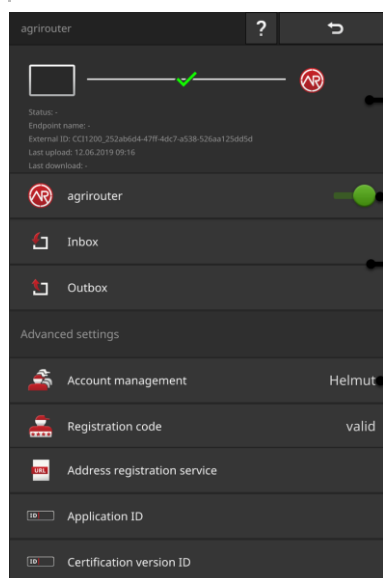 agrirouter
?
AR
Status: -
Endpoint name: -
External ID: CCI1200_252ab6d4-47ff-4dc7-a538-526aa125dd5d
Last upload: 12.06.2019 09:16
Last download: -
AR agrirouter
Inbox
Outbox
Advanced settings
Account management Helmut
Registration code valid
URL Address registration service
ID Application ID
ID Certification version ID